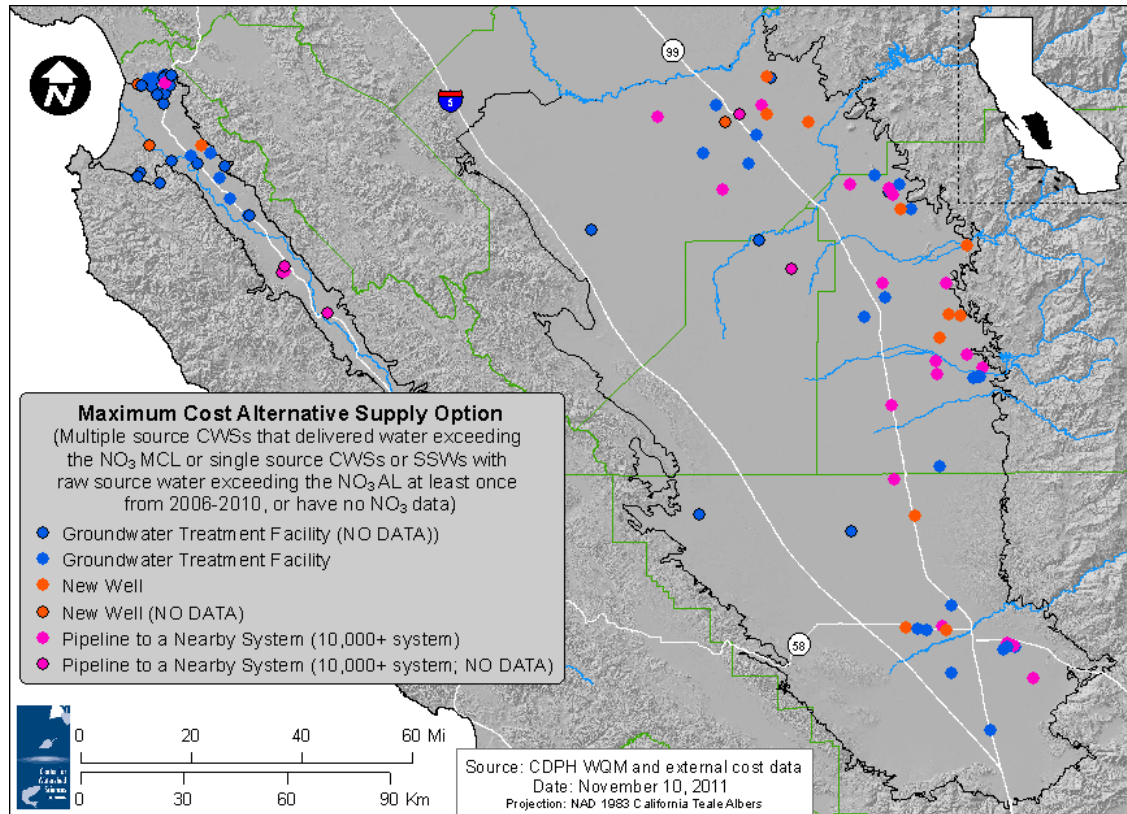 99
5
N
Maximum Cost Alternative Supply Option
(Multiple source CWSs that delivered water exceeding
the NO3 MCL or single source CWSs or SSWs with
raw source water exceeding the NO3 AL at least once
from 2006-2010, or have no NO3 data)
Groundwater Treatment Facility (NO DATA))
Groundwater Treatment Facility
New Well
New Well (NO DATA)
Pipeline to a Nearby System (10,000+ system)
Pipeline to a Nearby System (10,000+ system; NO DATA)
58
0 20 40 60 Mi
0 30 60 90 Km
Center for
Watershed
Sciences
Source: CDPH WQM and external cost data
Date: November 10, 2011
Projection: NAD 1983 California Teale Albers